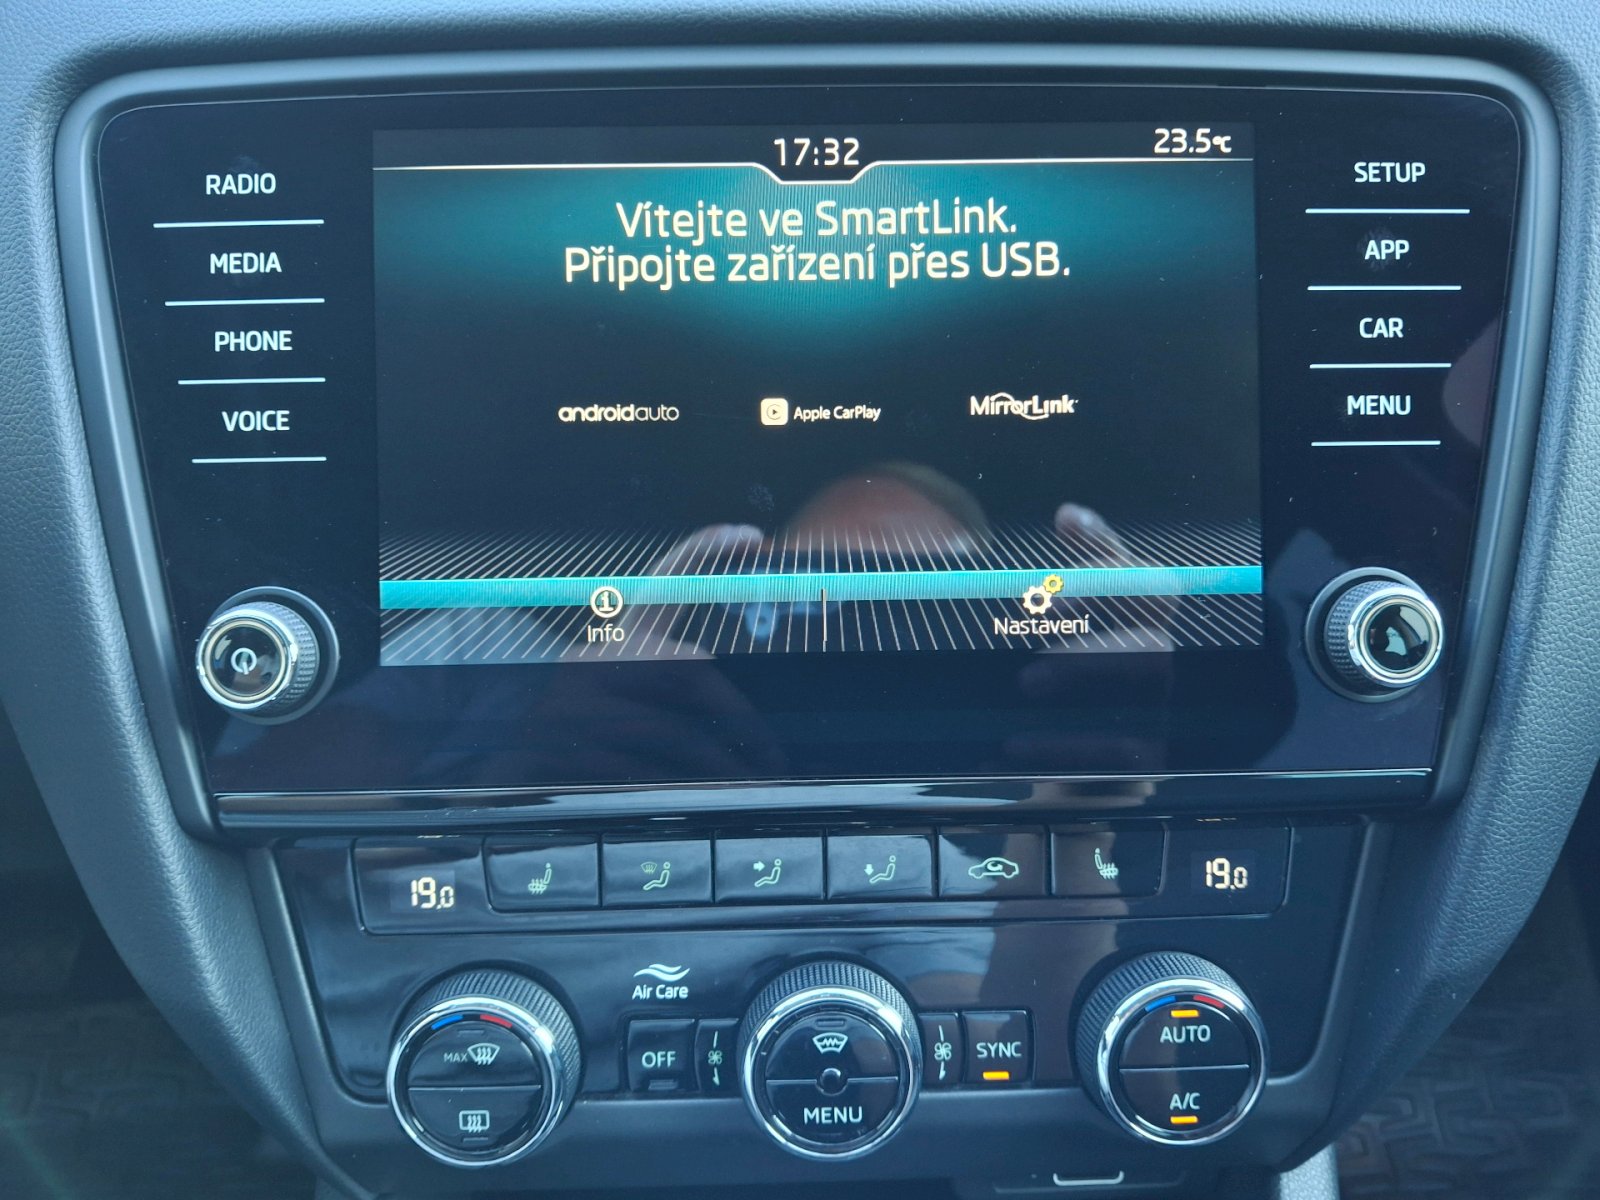 17:32
23.5°C
RADIO
MEDIA
PHONE
VOICE
Vítejte ve SmartLink.
Připojte zařízení přes USB.
androidauto
Apple CarPlay
MirrorLink
Info
Nastavení
SETUP
APP
CAR
MENU
19.0
19.0
Air Care
MAX
OFF
MENU
SYNC
AUTO
A/C